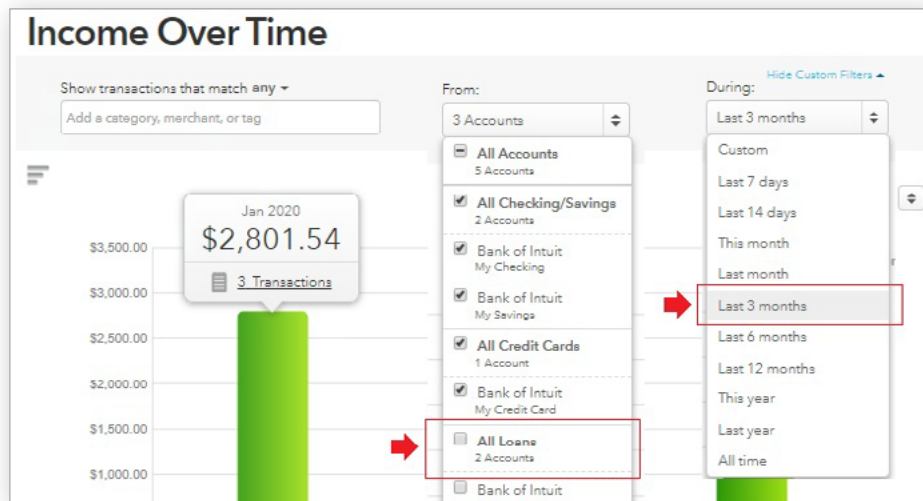 Income Over Time
Hide Custom Filters
Show transactions that match any
From:
During:
Add a category, merchant, or tag
3 Accounts
Last 3 months
All Accounts
5 Accounts
All Checking/Savings
2 Accounts
Bank of Intuit
My Checking
Bank of Intuit
My Savings
All Credit Cards
1 Account
Bank of Intuit
My Credit Card
All Loans
2 Accounts
Bank of Intuit
Custom
Last 7 days
Last 14 days
This month
Last month
Last 3 months
Last 6 months
Last 12 months
This year
Last year
All time
Jan 2020
$2,801.54
3 Transactions
$3,500.00
$3,000.00
$2,500.00
$2,000.00
$1,500.00
$1,000.00